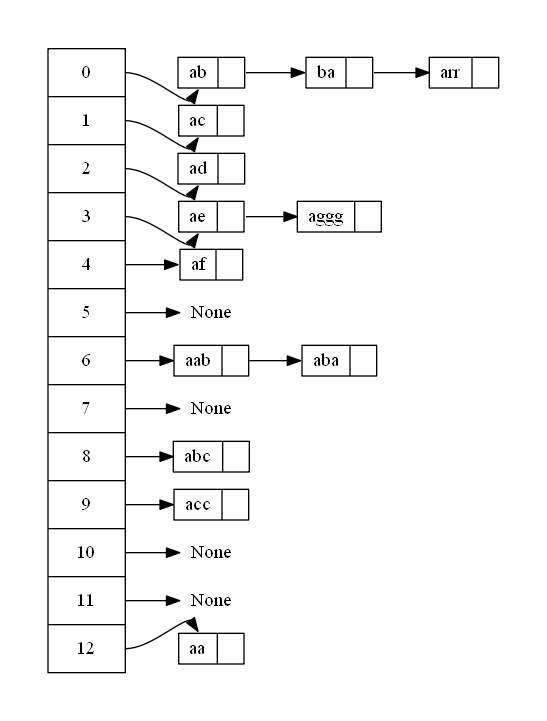 0 ab ba arr
1 ac
2 ad
3 ae aggg
4 af
5 None
6 aab aba
7 None
8 abc
9 acc
10 None
11 None
12 aa